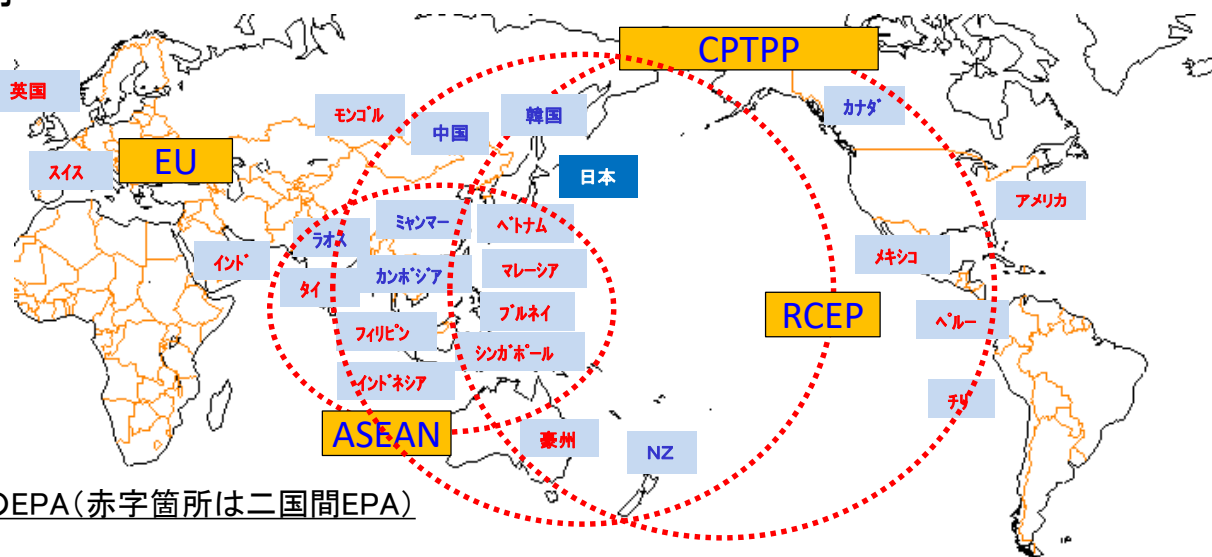 CPTPP
英国
モンゴル
中国
韓国
カナダ
EU
スイス
日本
アメリカ
ラオス
ミャンマー
ベトナム
インド
タイ
カンボジア
マレーシア
メキシコ
フィリピン
ブルネイ
RCEP
ペルー
シンガポール
インドネシア
チリ
ASEAN
豪州
NZ
EPA(赤字箇所は二国間EPA)